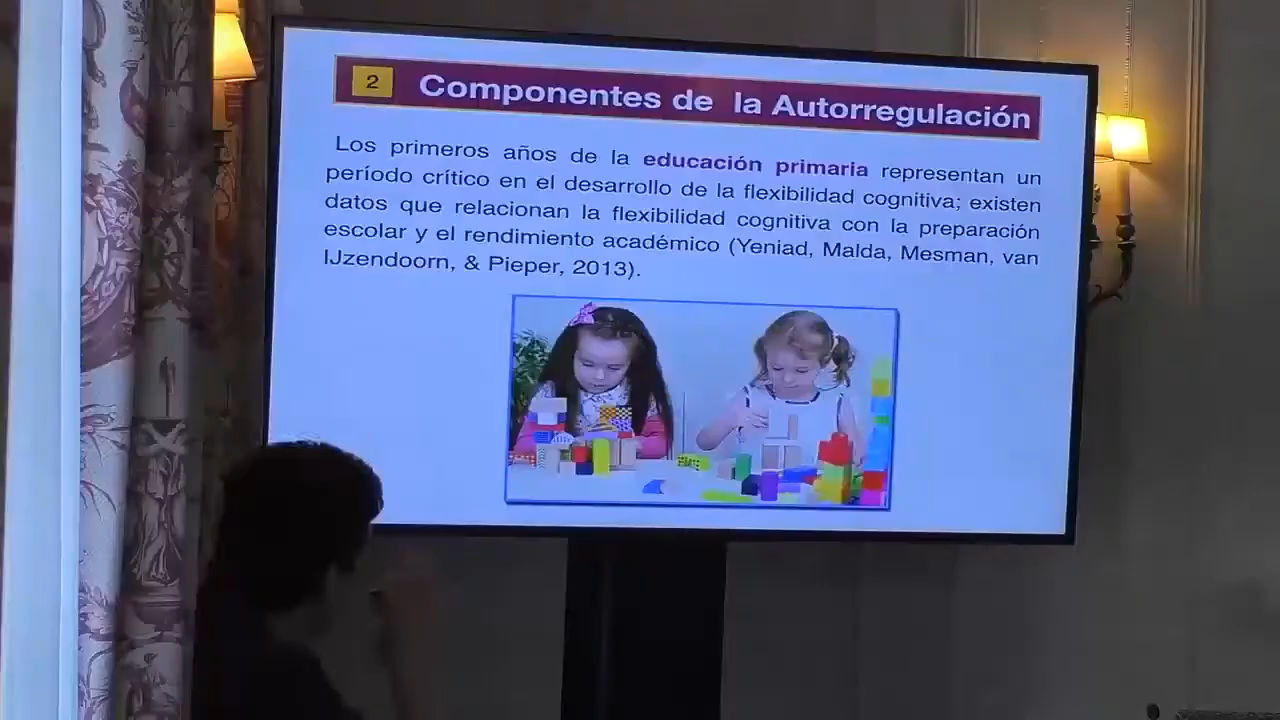 2
Componentes de la Autorregulación
Los primeros años de la educación primaria representan un
período crítico en el desarrollo de la flexibilidad cognitiva; existen
datos que relacionan la flexibilidad cognitiva con la preparación
escolar y el rendimiento académico (Yeniad, Malda, Mesman, van
IJzendoorn, & Pieper, 2013).